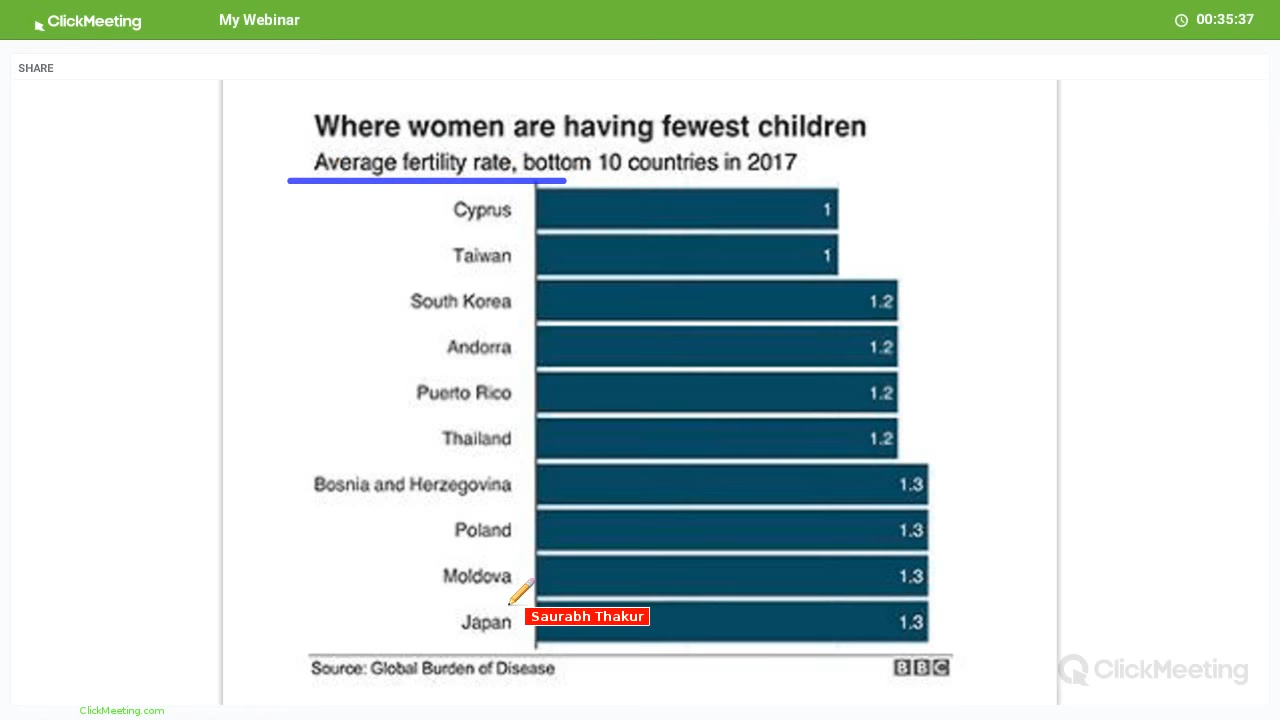 ClickMeeting
My Webinar
00:35:37
SHARE
Where women are having fewest children
Average fertility rate, bottom 10 countries in 2017
Cyprus 1
Taiwan 1
South Korea 1.2
Andorra 1.2
Puerto Rico 1.2
Thailand 1.2
Bosnia and Herzegovina 1.3
Poland 1.3
Moldova 1.3
Saurabh Thakur
Japan 1.3
Source: Global Burden of Disease
BBC
ClickMeeting
ClickMeeting.com